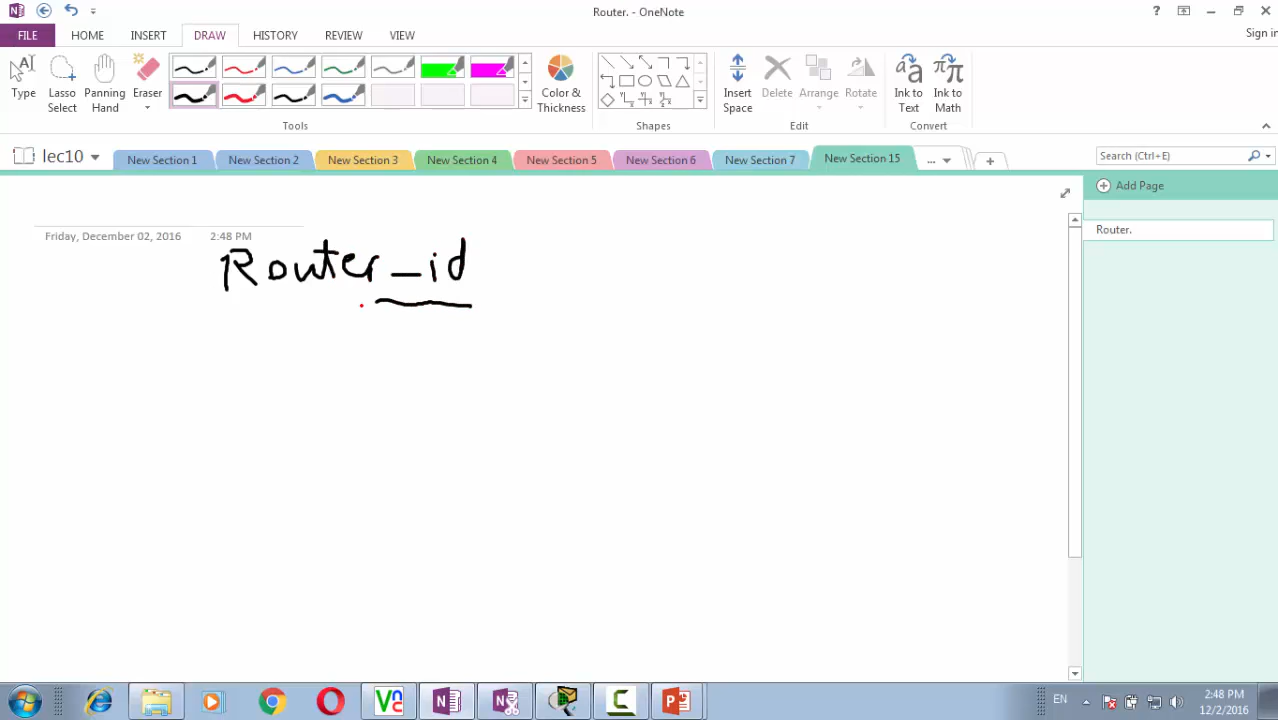 Router. - OneNote
?
Sign in
FILE HOME INSERT DRAW HISTORY REVIEW VIEW
Type
Lasso Select
Panning Hand
Eraser
Color & Thickness
Insert Space
Delete
Arrange
Rotate
Ink to Text
Ink to Math
Tools
Shapes
Edit
Convert
lec10
New Section 1
New Section 2
New Section 3
New Section 4
New Section 5
New Section 6
New Section 7
New Section 15
...
Search (Ctrl+E)
Add Page
Router.
Friday, December 02, 2016 2:48 PM
Router_id
EN
2:48 PM
12/2/2016